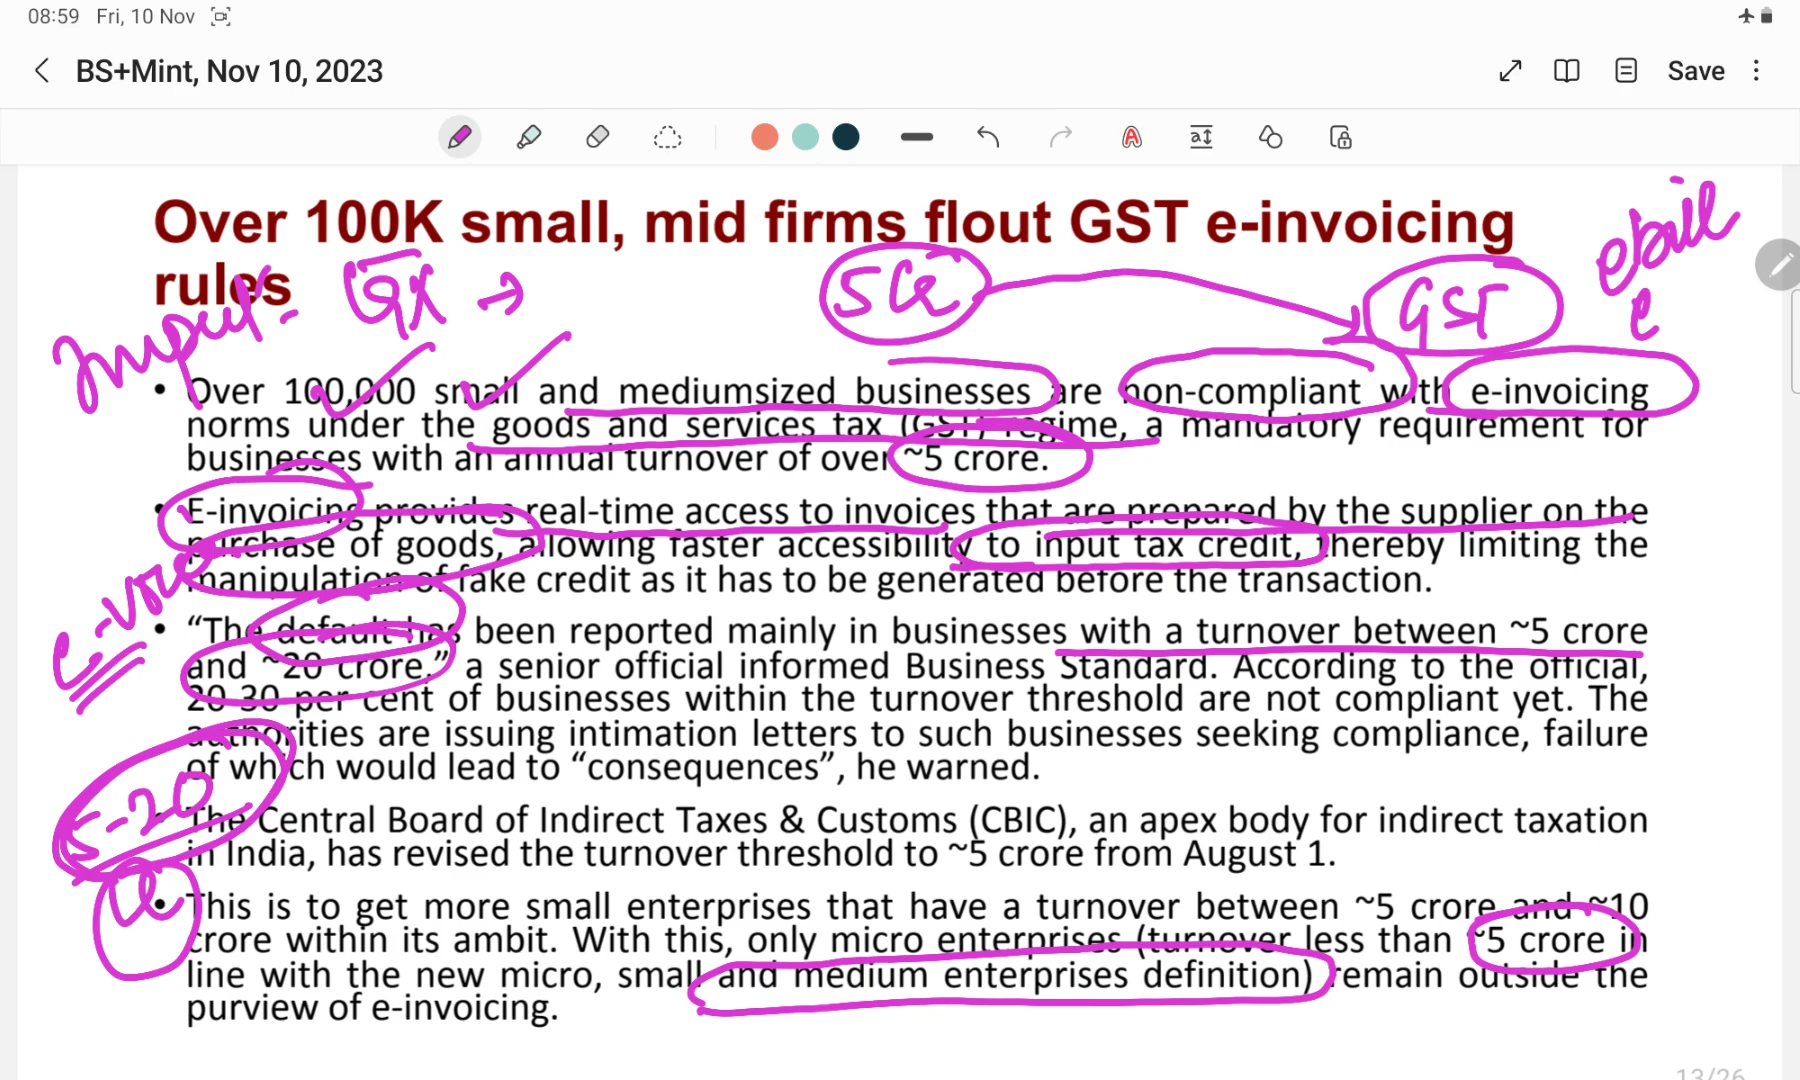 08:59 Fri, 10 Nov
BS+Mint, Nov 10, 2023
Save
Over 100K small, mid firms flout GST e-invoicing
rules
Input
5 Cr
GST
ebill
e
• Over 100,000 small and mediumsized businesses are non-compliant with e-invoicing
norms under the goods and services tax (GST) regime, a mandatory requirement for
businesses with an annual turnover of over ~5 crore.
• E-invoicing provides real-time access to invoices that are prepared by the supplier on the
purchase of goods, allowing faster accessibility to input tax credit, thereby limiting the
manipulation of fake credit as it has to be generated before the transaction.
• “The default has been reported mainly in businesses with a turnover between ~5 crore
and ~20 crore,” a senior official informed Business Standard. According to the official,
20-30 per cent of businesses within the turnover threshold are not compliant yet. The
authorities are issuing intimation letters to such businesses seeking compliance, failure
of which would lead to “consequences”, he warned.
5-20
• The Central Board of Indirect Taxes & Customs (CBIC), an apex body for indirect taxation
in India, has revised the turnover threshold to ~5 crore from August 1.
• This is to get more small enterprises that have a turnover between ~5 crore and ~10
crore within its ambit. With this, only micro enterprises (turnover less than ~5 crore in
line with the new micro, small and medium enterprises definition) remain outside the
purview of e-invoicing.
13/26